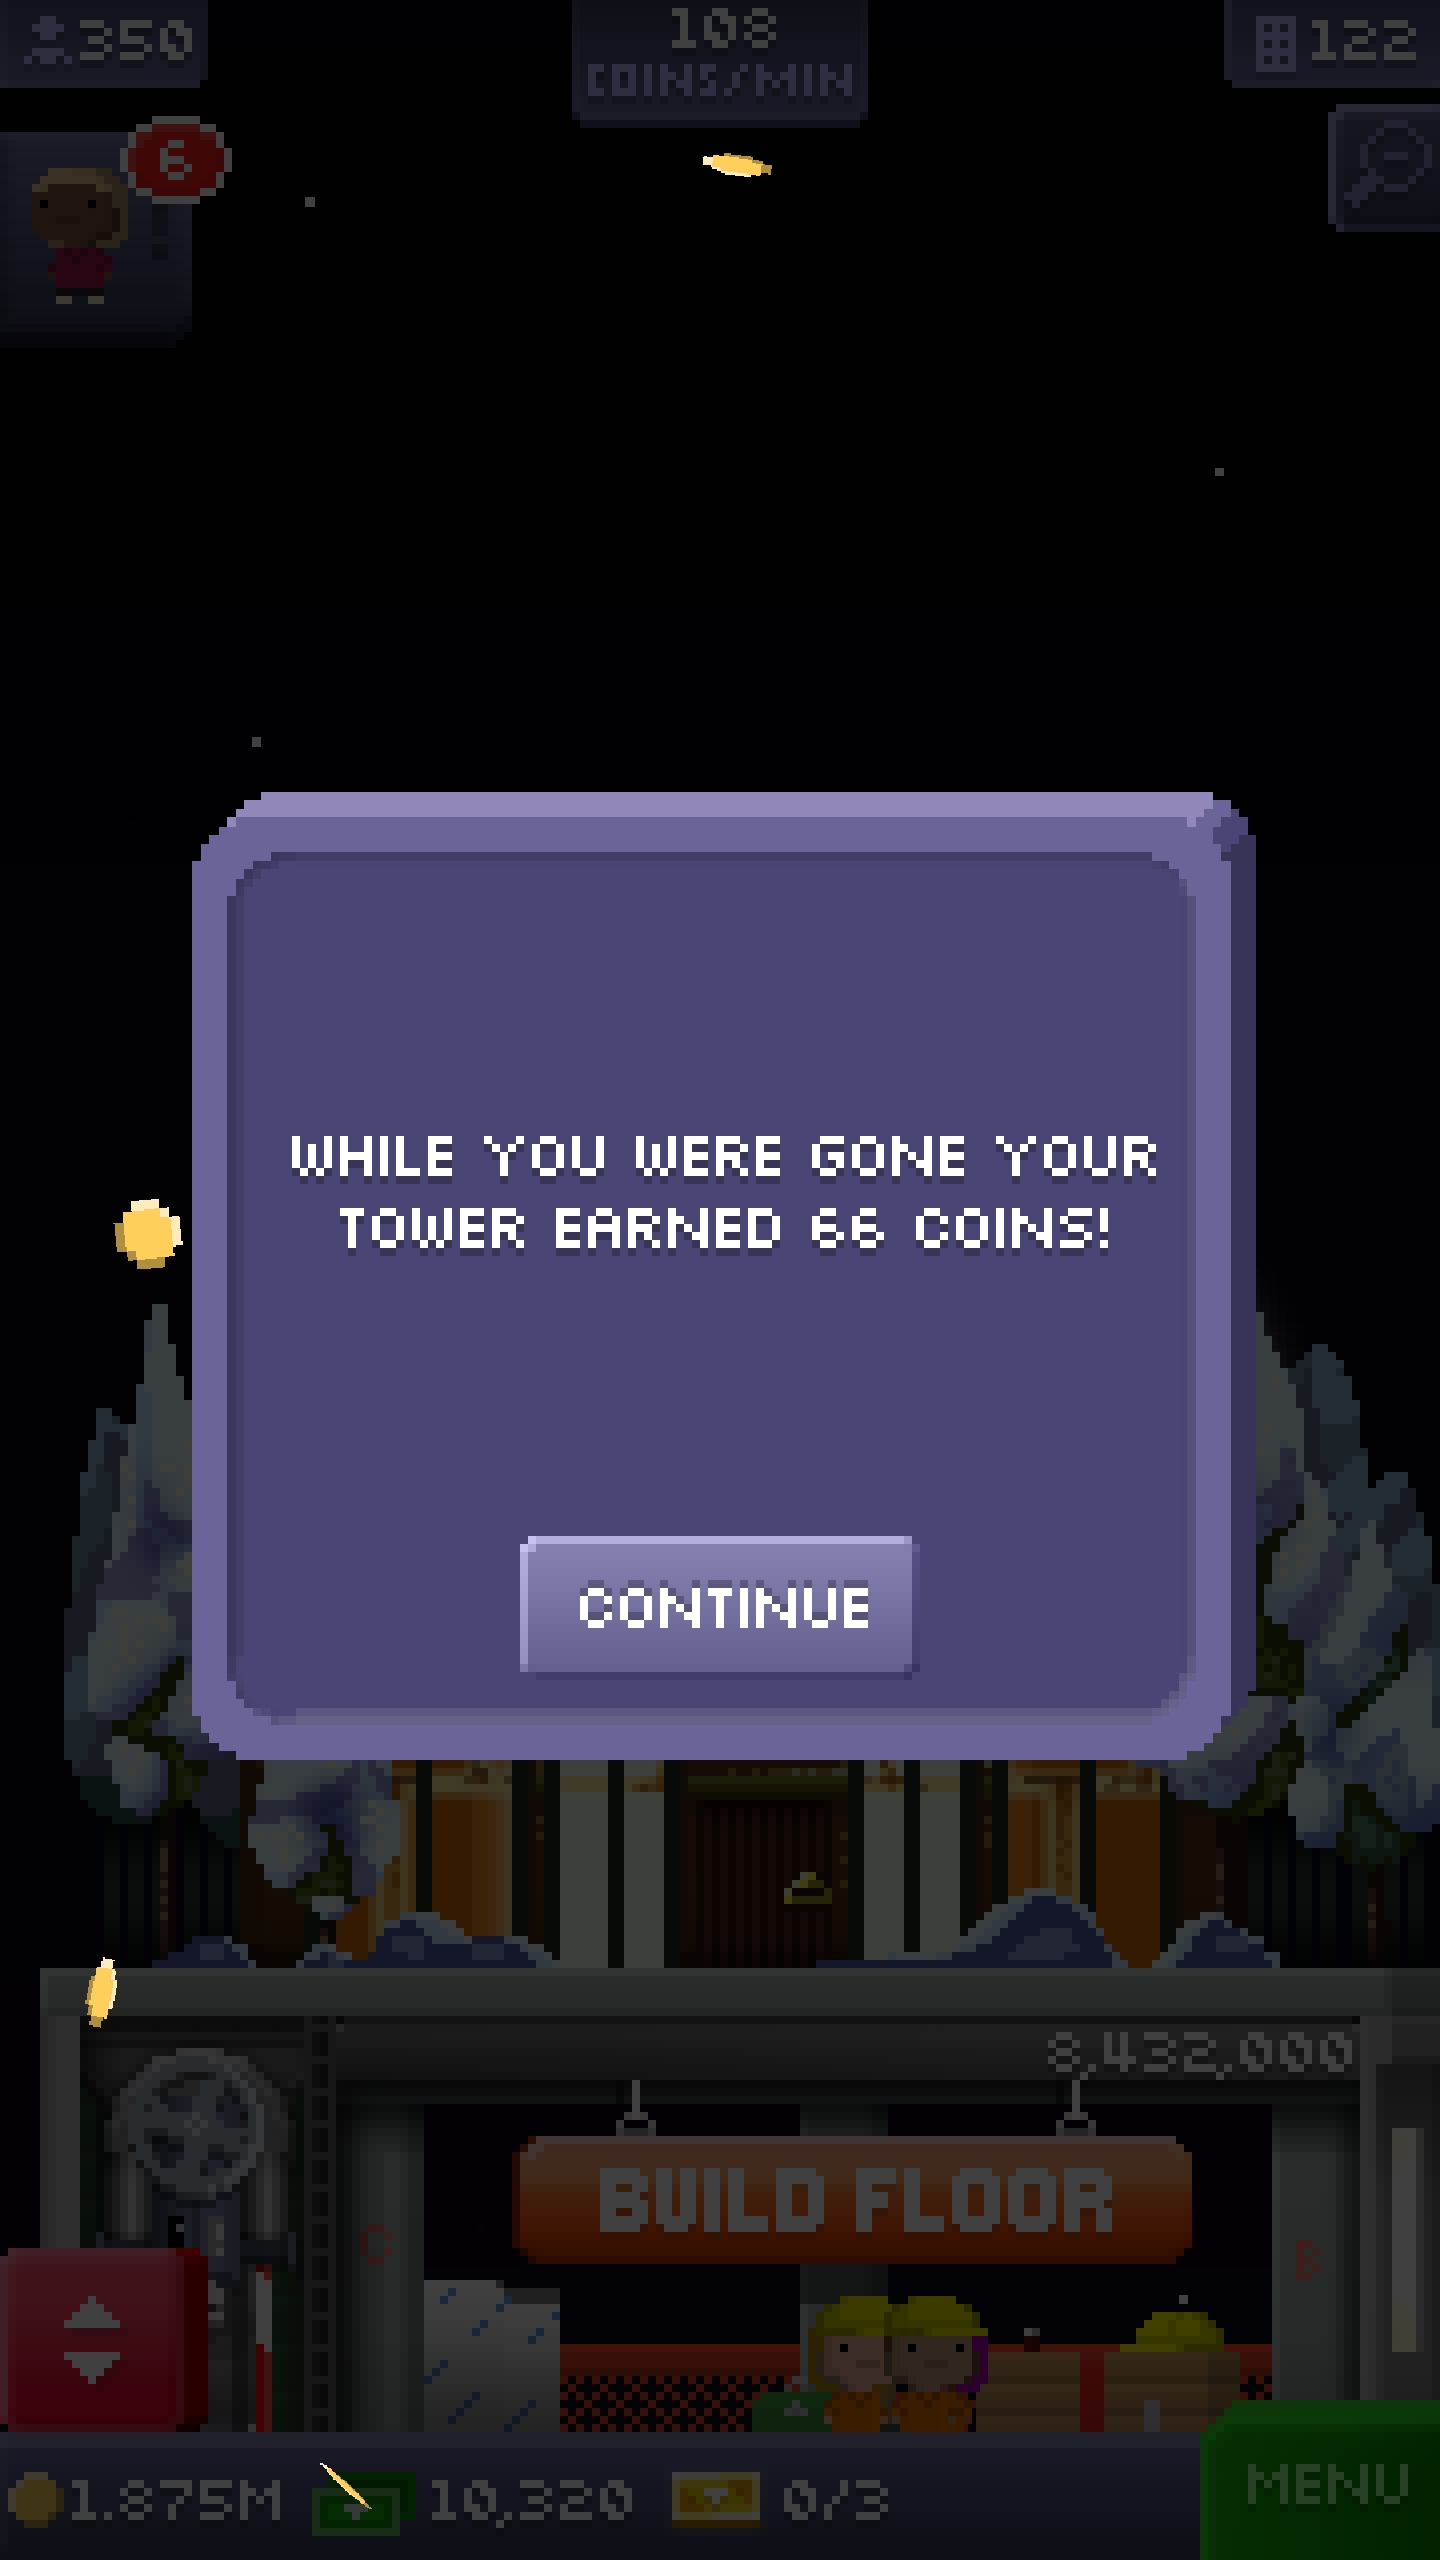 350
108
COINS/MIN
122
6
WHILE YOU WERE GONE YOUR
TOWER EARNED 66 COINS!
CONTINUE
8,432,000
BUILD FLOOR
C
B
1.875M
10,320
0/3
MENU